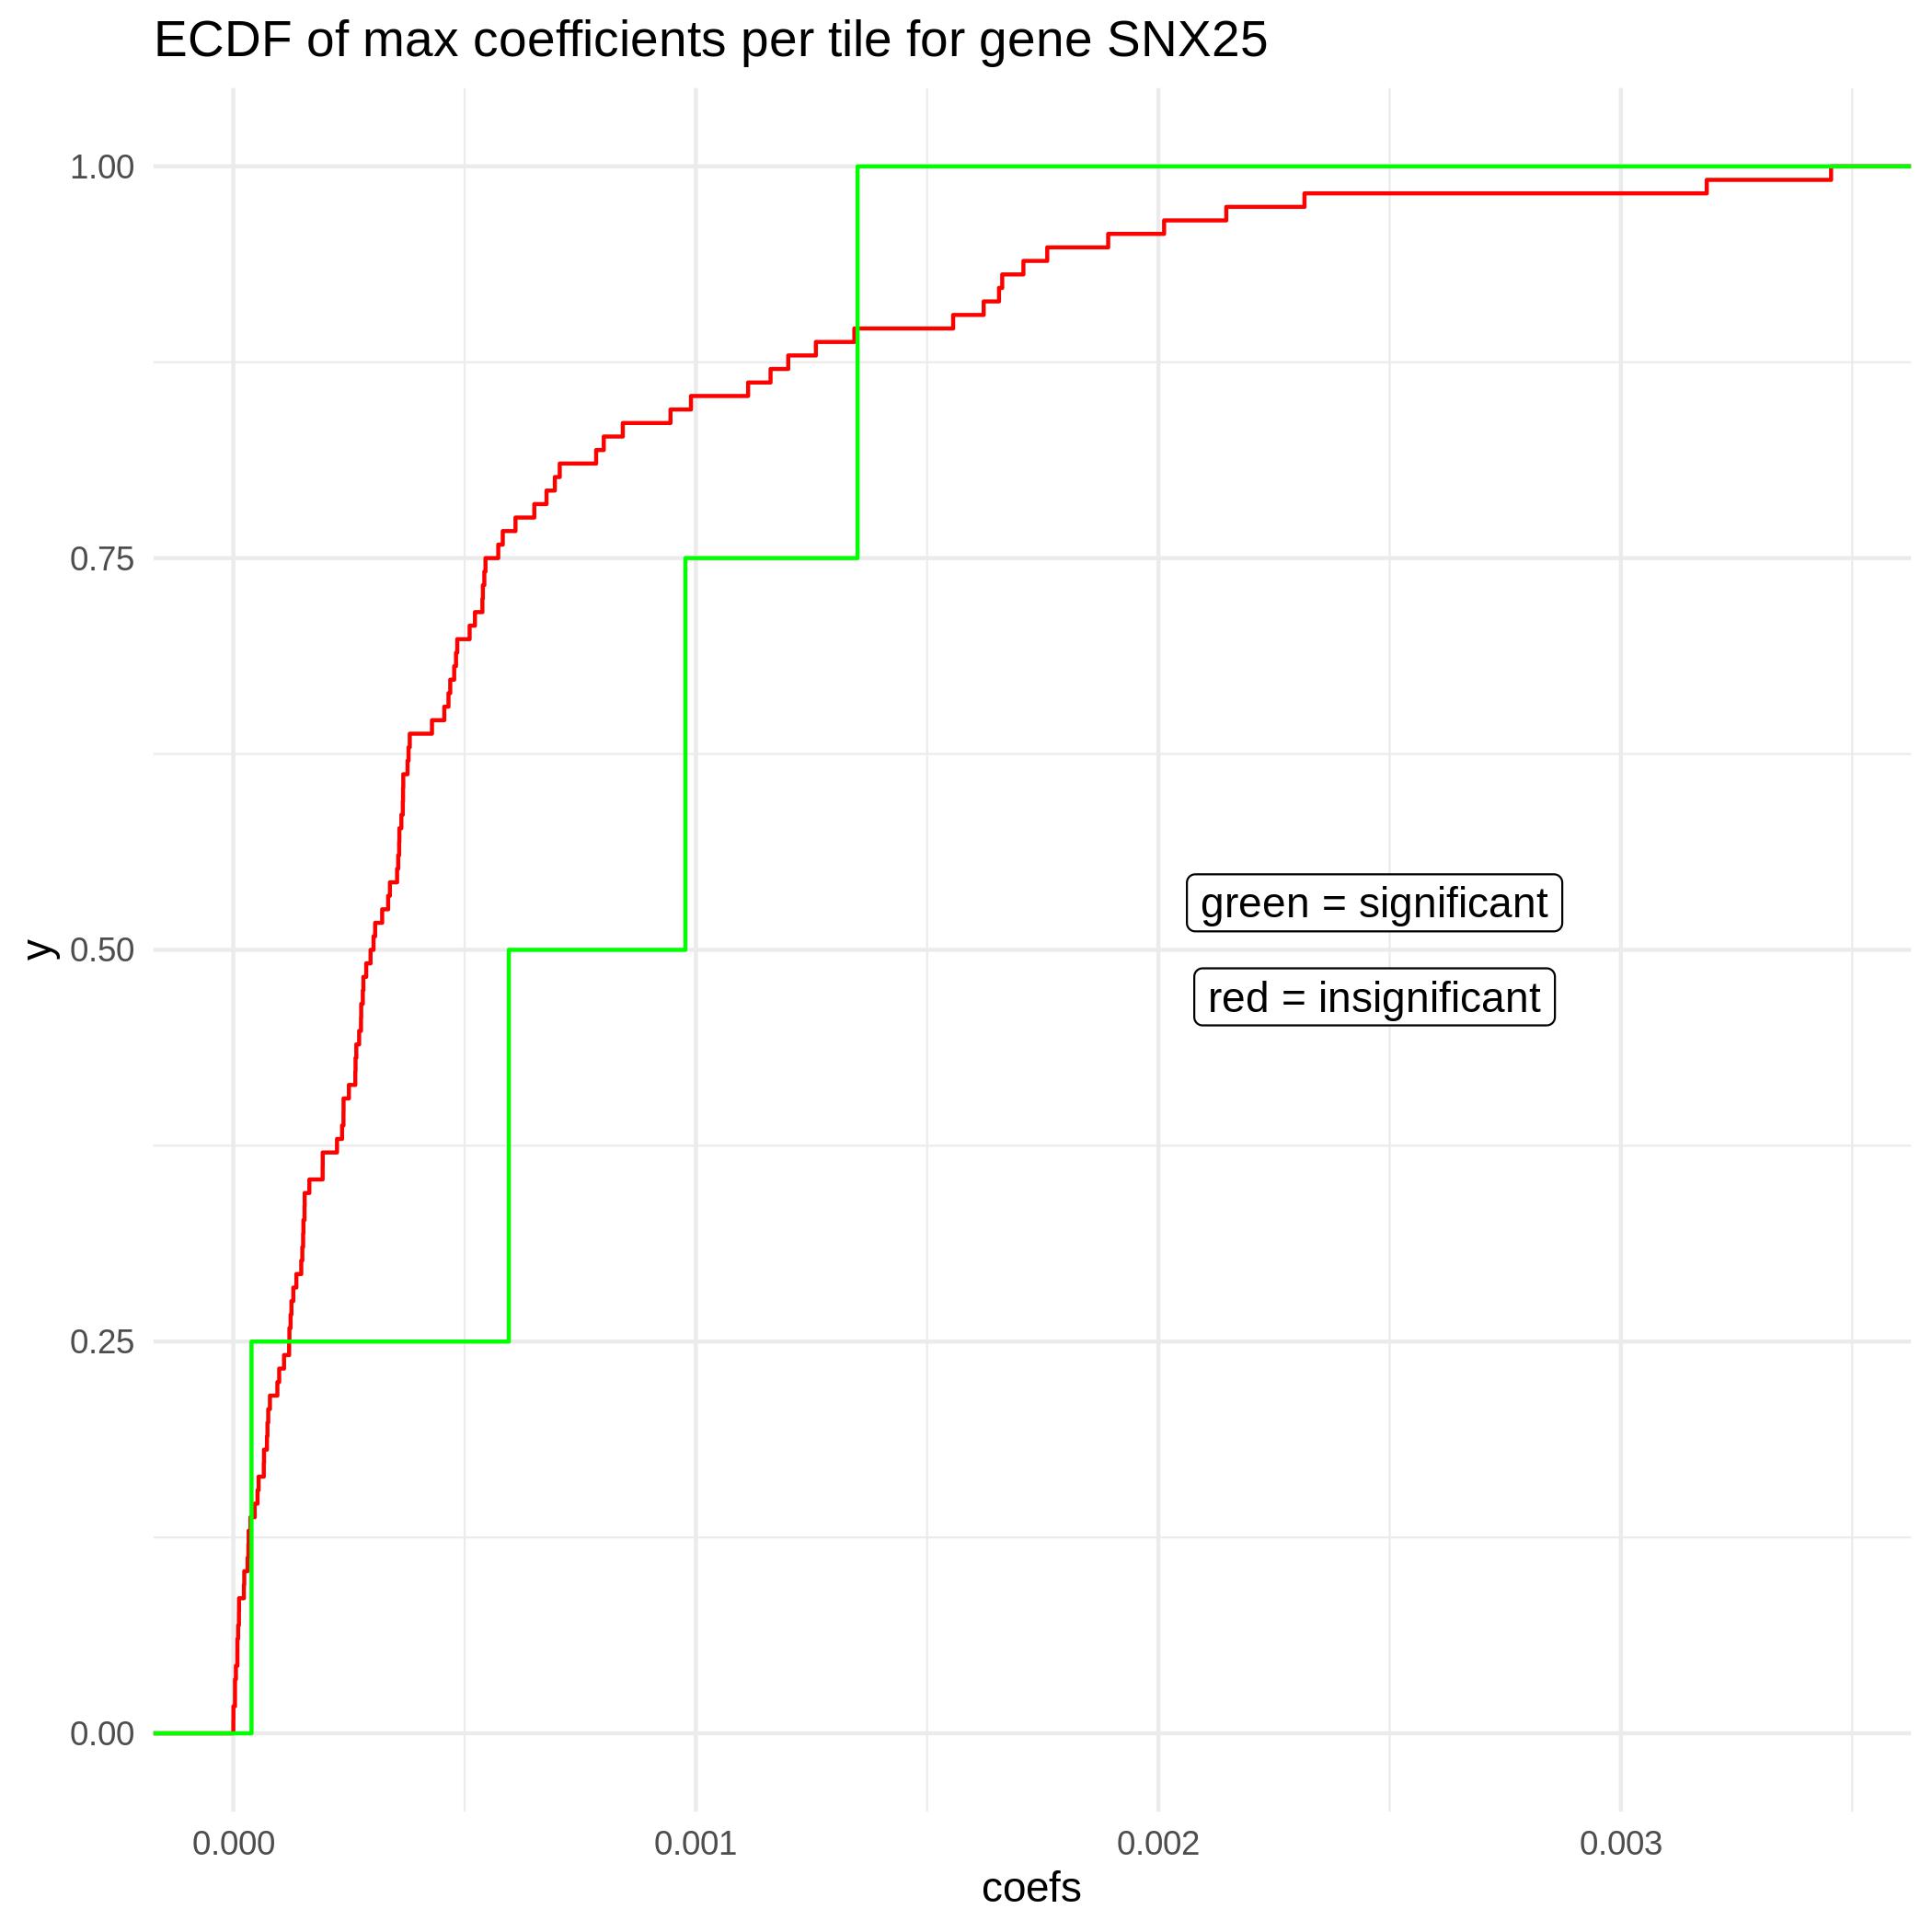 ECDF of max coefficients per tile for gene SNX25
1.00
0.75
0.50
0.25
0.00
y
green = significant
red = insignificant
0.000 0.001 0.002 0.003
coefs